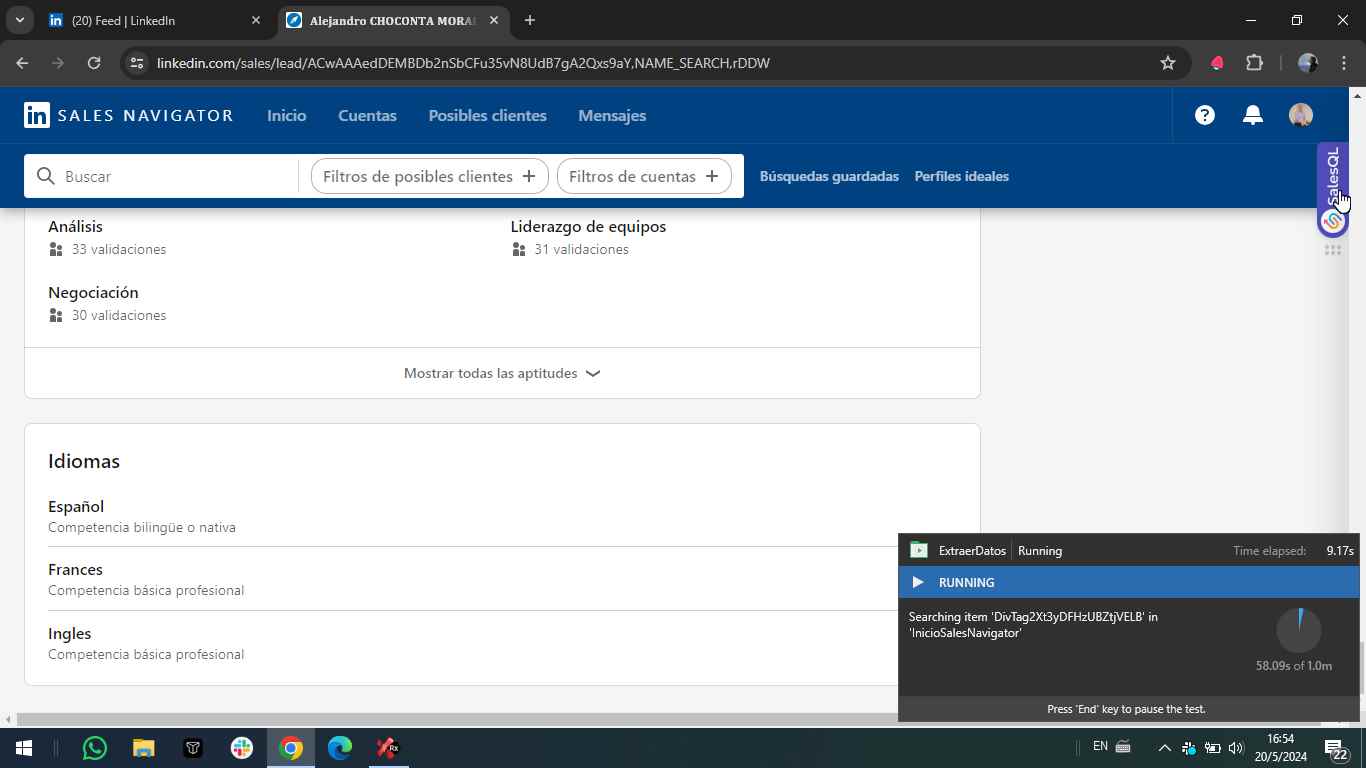 (20) Feed | LinkedIn
Alejandro CHOCONTA MORA
linkedin.com/sales/lead/ACwAAAedDEMBDb2nSbCFu35vN8UdB7gA2Qxs9aY,NAME_SEARCH,rDDW
in SALES NAVIGATOR
Inicio
Cuentas
Posibles clientes
Mensajes
Buscar
Filtros de posibles clientes +
Filtros de cuentas +
Búsquedas guardadas
Perfiles ideales
SalesQL
Análisis
33 validaciones
Liderazgo de equipos
31 validaciones
Negociación
30 validaciones
Mostrar todas las aptitudes
Idiomas
Español
Competencia bilingüe o nativa
Frances
Competencia básica profesional
Ingles
Competencia básica profesional
ExtraerDatos
Running
Time elapsed: 9.17s
RUNNING
Searching item 'DivTag2Xt3yDFHzUBZtjVELB' in
'InicioSalesNavigator'
58.09s of 1.0m
Press 'End' key to pause the test.
Rx
EN
16:54
20/5/2024
22